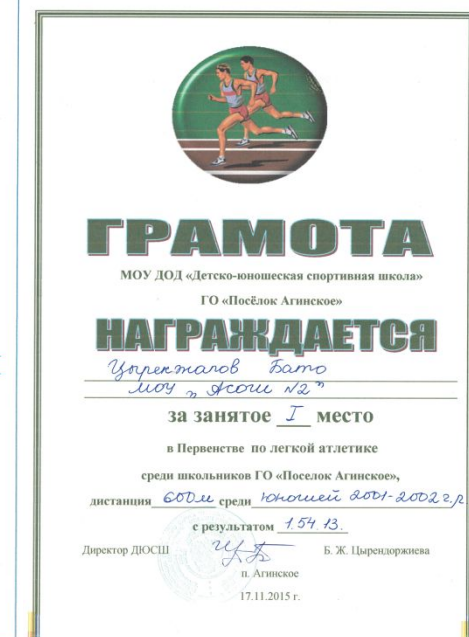 ГРАМОТА
МОУ ДОД «Детско-юношеская спортивная школа»
ГО «Посёлок Агинское»
НАГРАЖДАЕТСЯ
Цыренжапов Бато
МОУ „АСОШ №2"
за занятое I место
в Первенстве по легкой атлетике
среди школьников ГО «Поселок Агинское»,
дистанция 600м среди юношей 2001-2002 г.р.
с результатом 1.54.13.
Директор ДЮСШ Б. Ж. Цырендоржиева
п. Агинское
17.11.2015 г.